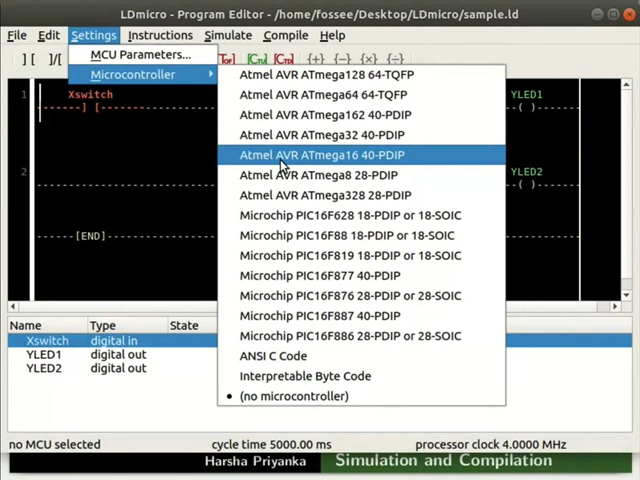 LDmicro - Program Editor - /home/fossee/Desktop/LDmicro/sample.ld
File Edit Settings Instructions Simulate Compile Help
MCU Parameters...
Microcontroller
Atmel AVR ATmega128 64-TQFP
Atmel AVR ATmega64 64-TQFP
Atmel AVR ATmega162 40-PDIP
Atmel AVR ATmega32 40-PDIP
Atmel AVR ATmega16 40-PDIP
Atmel AVR ATmega8 28-PDIP
Atmel AVR ATmega328 28-PDIP
Microchip PIC16F628 18-PDIP or 18-SOIC
Microchip PIC16F88 18-PDIP or 18-SOIC
Microchip PIC16F819 18-PDIP or 18-SOIC
Microchip PIC16F877 40-PDIP
Microchip PIC16F876 28-PDIP or 28-SOIC
Microchip PIC16F887 40-PDIP
Microchip PIC16F886 28-PDIP or 28-SOIC
ANSI C Code
Interpretable Byte Code
• (no microcontroller)
] [ ]/[ {+} {-} {×} {÷}
1 Xswitch YLED1
------] [------ -( )
2 YLED2
-( )
-----[END]-----
Name Type State
Xswitch digital in
YLED1 digital out
YLED2 digital out
no MCU selected cycle time 5000.00 ms processor clock 4.0000 MHz
Harsha Priyanka Simulation and Compilation